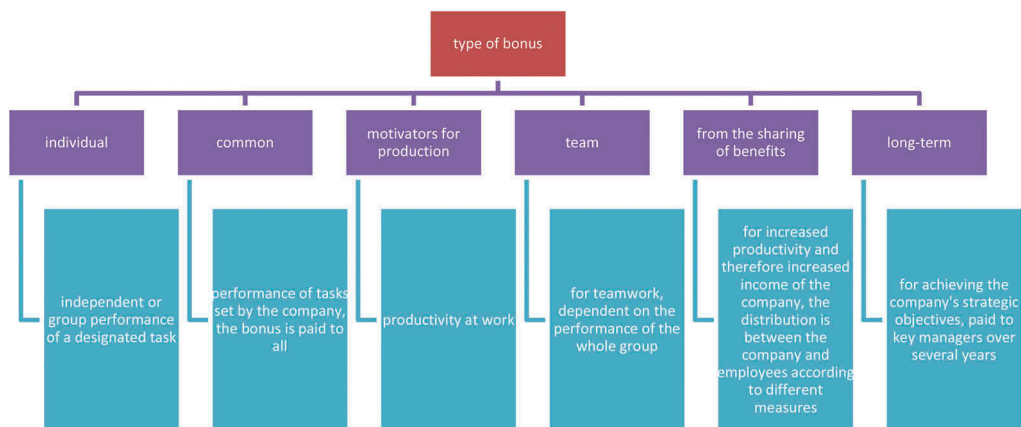 type of bonus
individual
common
motivators for
production
team
from the sharing
of benefits
long-term
independent or
group performance
of a designated task
performance of tasks
set by the company,
the bonus is paid to
all
productivity at work
for teamwork,
dependent on the
performance of the
whole group
for increased
productivity and
therefore increased
income of the
company, the
distribution is
between the
company and
employees according
to different
measures
for achieving the
company's strategic
objectives, paid to
key managers over
several years